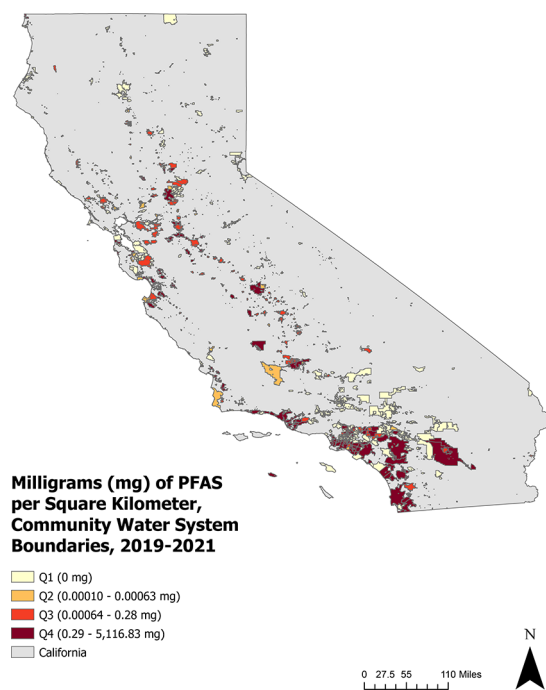 Milligrams (mg) of PFAS
per Square Kilometer,
Community Water System
Boundaries, 2019-2021
Q1 (0 mg)
Q2 (0.00010 - 0.00063 mg)
Q3 (0.00064 - 0.28 mg)
Q4 (0.29 - 5,116.83 mg)
California
N
0 27.5 55 110 Miles